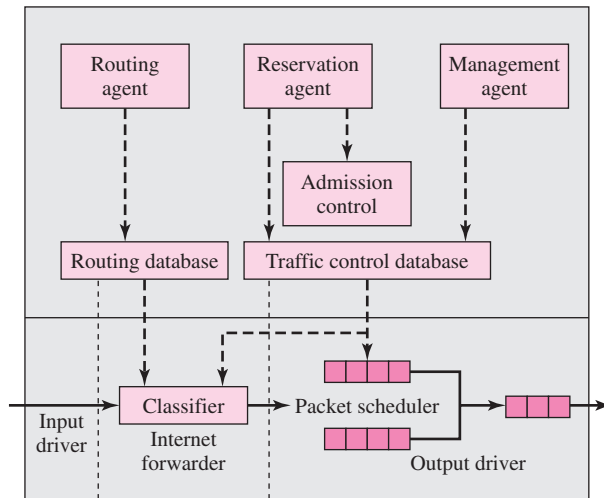 Routing
agent
Reservation
agent
Management
agent
Admission
control
Routing database
Traffic control database
Classifier
Packet scheduler
Input
driver
Internet
forwarder
Output driver